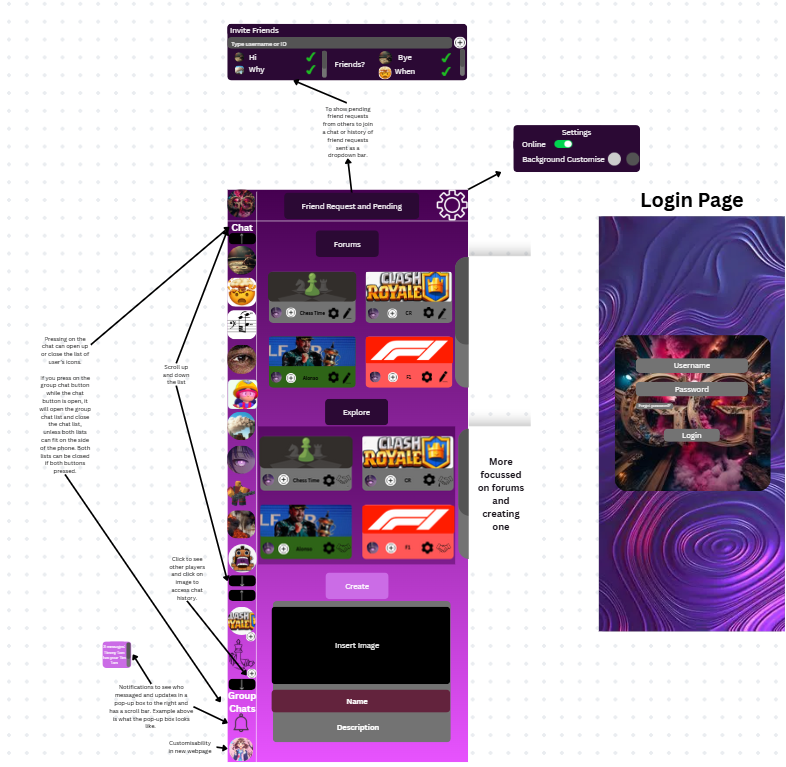 Invite Friends
Type username or ID
Hi
Why
Friends?
Bye
When
To show pending
friend requests
from others to join
a chat or history of
friend requests
sent as a
dropdown bar.
Settings
Online
Background Customise
Friend Request and Pending
Login Page
Chat
Forums
Chess Time
CLASH
ROYALE
CR
Alonso
F1
Pressing on the
chat can open up
or close the list of
user's icons.
If you press on the
group chat button
while the chat
button is open, it
will open the group
chat list and close
the chat list,
unless both lists
can fit on the side
of the phone. Both
lists can be closed
if both buttons
pressed.
Scroll up
and down
the list
Username
Password
Forgot password?
Login
Explore
Chess Time
CLASH
ROYALE
CR
Alonso
F1
More
focussed
on forums
and
creating
one
Click to see
other players
and click on
image to
access chat
history.
Create
Insert Image
Name
Description
CLASH
ROYALE
Group
Chats
Notifications to see who
messaged and updates in a
pop-up box to the right and
has a scroll bar. Example above
is what the pop-up box looks
like.
Customisability
in new webpage